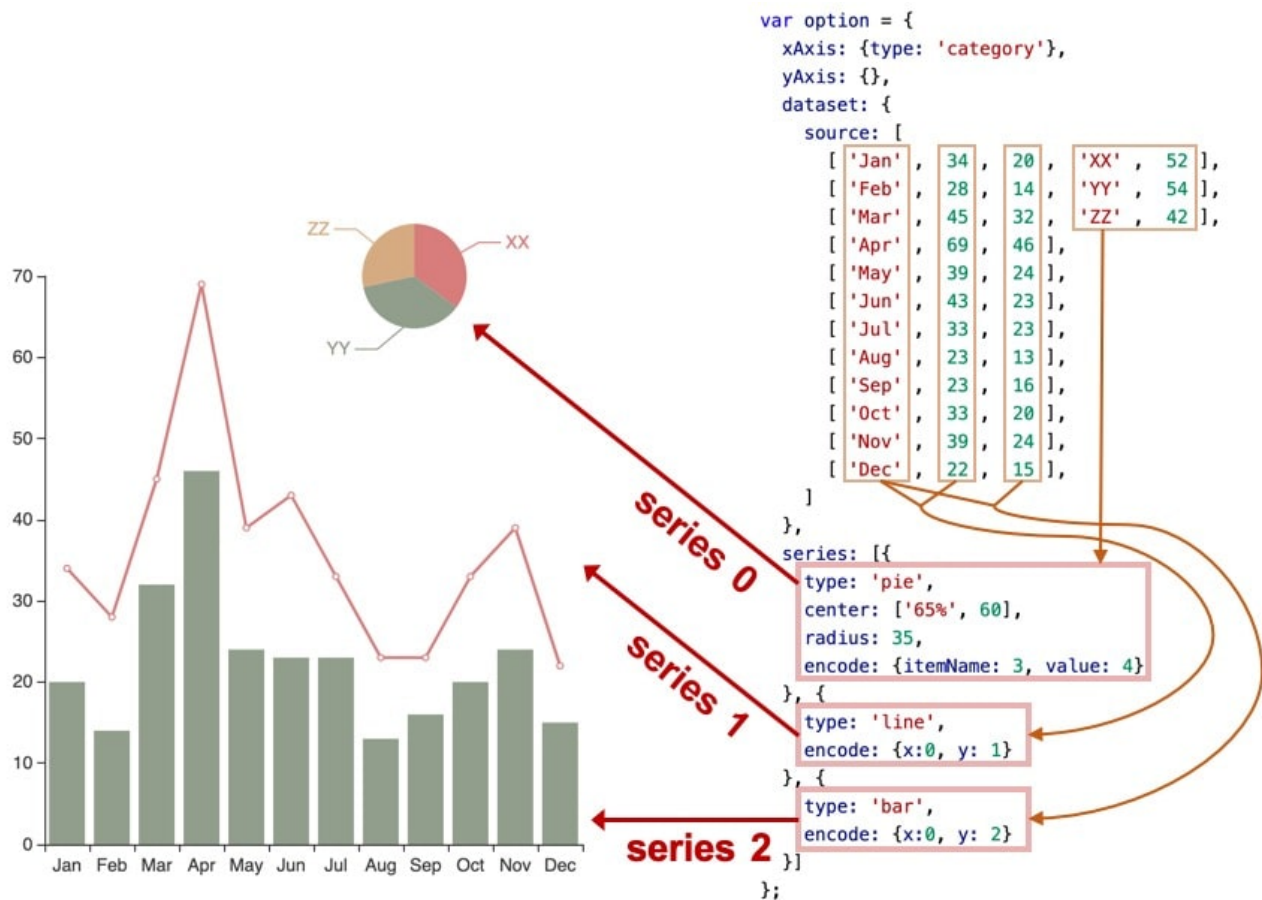 var option = {
xAxis: {type: 'category'},
yAxis: {},
dataset: {
source: [
[ 'Jan' , 34 , 20 , 'XX' , 52 ],
[ 'Feb' , 28 , 14 , 'YY' , 54 ],
[ 'Mar' , 45 , 32 , 'ZZ' , 42 ],
[ 'Apr' , 69 , 46 ],
[ 'May' , 39 , 24 ],
[ 'Jun' , 43 , 23 ],
[ 'Jul' , 33 , 23 ],
[ 'Aug' , 23 , 13 ],
[ 'Sep' , 23 , 16 ],
[ 'Oct' , 33 , 20 ],
[ 'Nov' , 39 , 24 ],
[ 'Dec' , 22 , 15 ],
]
},
series: [{
type: 'pie',
center: ['65%', 60],
radius: 35,
encode: {itemName: 3, value: 4}
}, {
type: 'line',
encode: {x:0, y: 1}
}, {
type: 'bar',
encode: {x:0, y: 2}
}]
};
ZZ
XX
YY
series 0
series 1
series 2
70
60
50
40
30
20
10
0
Jan Feb Mar Apr May Jun Jul Aug Sep Oct Nov Dec